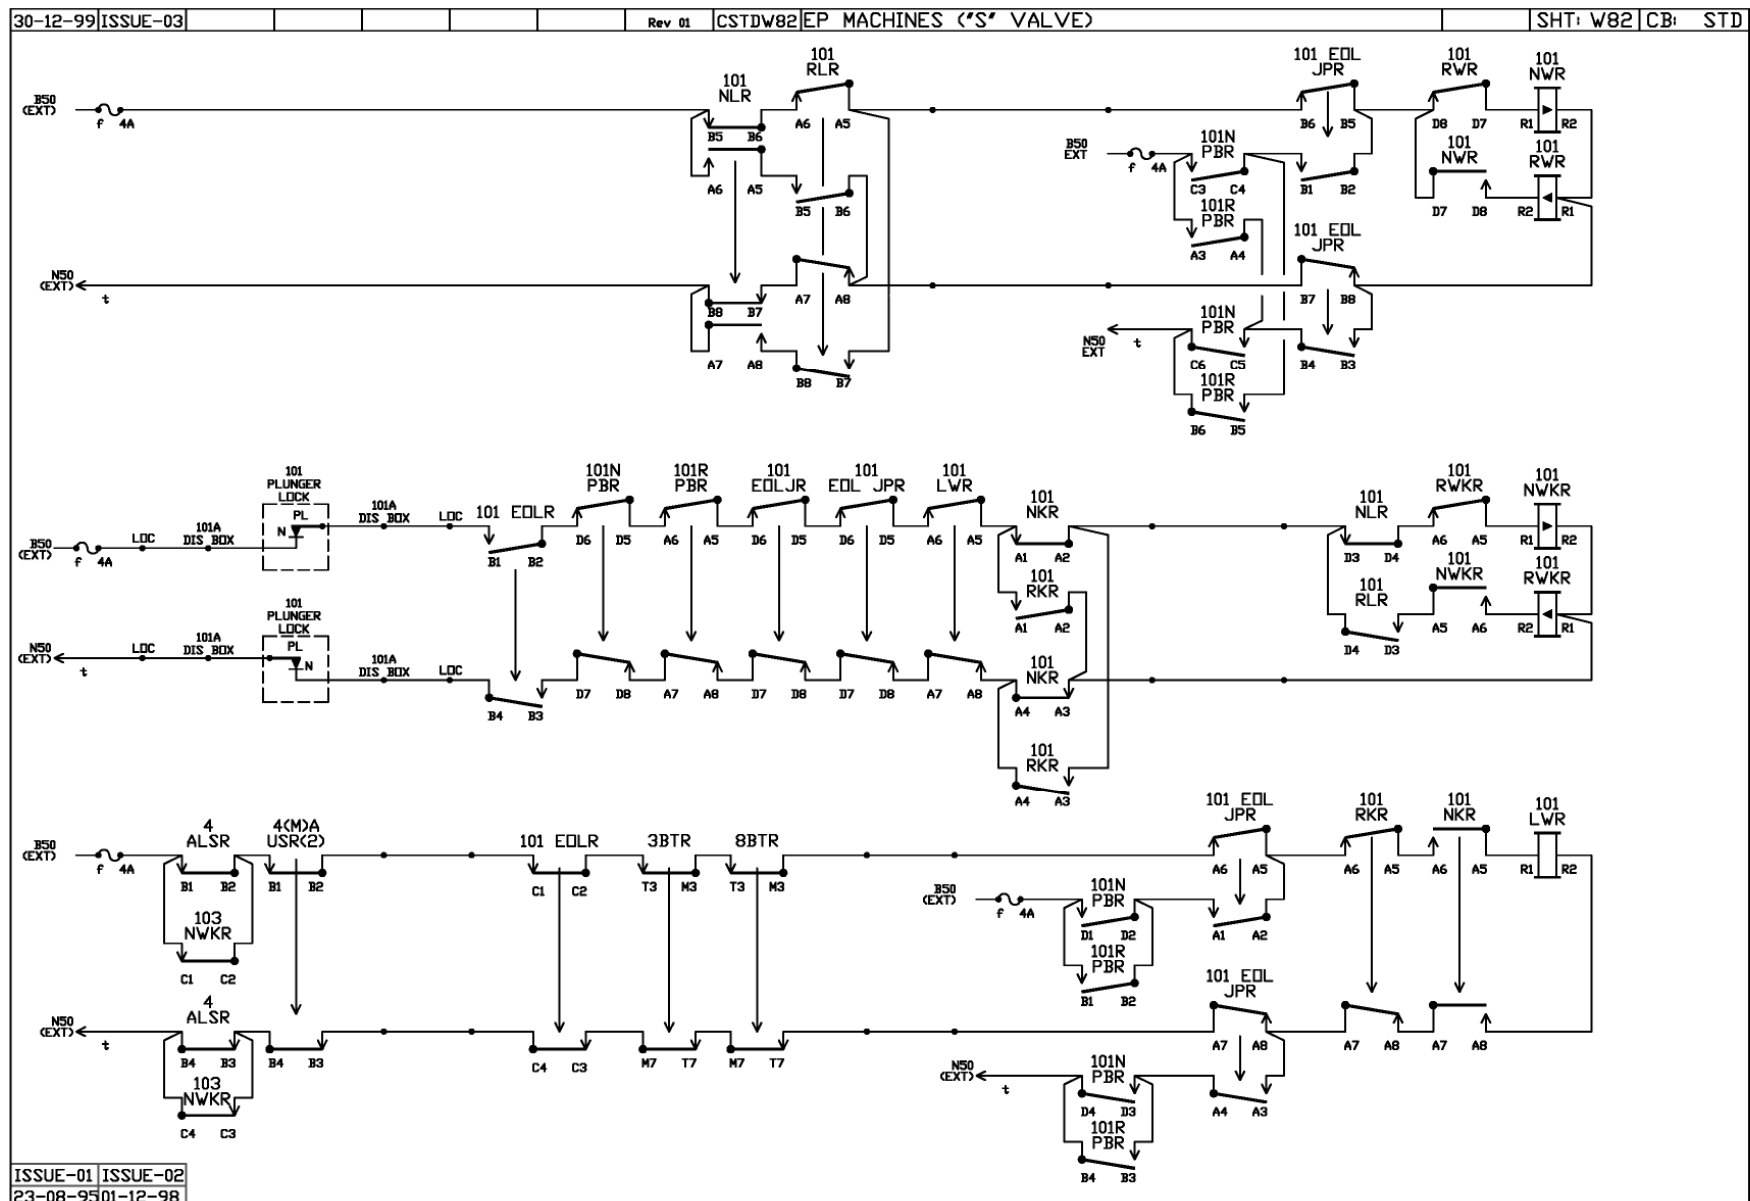 30-12-99 ISSUE-03 Rev 01 CSTDW82 EP MACHINES ("S" VALVE) SHT: W82 CB: STD
101 RLR
101 EOL JPR
101 RWR
101 NWR
101 NLR
B50 (EXT)
f 4A
B5 B6 A6 A5 B6 B5 D8 D7 R1 R2
B50 EXT
f 4A
101N PBR
101 NWR
101 RWR
A6 A5 B5 B6 C3 C4 B1 B2 D7 D8 R2 R1
101R PBR
101 EOL JPR
A3 A4
N50 (EXT)
t
B8 B7 A7 A8 B7 B8
101N PBR
N50 EXT
t
A7 A8 B8 B7 C6 C5 B4 B3
101R PBR
B6 B5
101 PLUNGER LOCK
PL
N
101N PBR
101R PBR
101 EOLJR
101 EOL JPR
101 LWR
101 NLR
101 RWKR
101 NWKR
B50 (EXT)
f 4A
LOC
101A DIS BOX
101A DIS BOX
LOC
101 EOLR
101 NKR
B1 B2 D6 D5 A6 A5 D6 D5 D6 D5 A6 A5 A1 A2 D3 D4 A6 A5 R1 R2
101 RKR
101 RLR
101 NWKR
101 RWKR
A1 A2 D4 D3 A5 A6 R2 R1
101 PLUNGER LOCK
PL
N
N50 (EXT)
t
LOC
101A DIS BOX
101A DIS BOX
LOC
101 NKR
B4 B3 D7 D8 A7 A8 D7 D8 D7 D8 A7 A8 A4 A3
101 RKR
A4 A3
4 ALSR
4(M)A USR(2)
101 EOLR
3BTR
8BTR
101 EOL JPR
101 RKR
101 NKR
101 LWR
B50 (EXT)
f 4A
B1 B2 B1 B2 C1 C2 T3 M3 T3 M3 A6 A5 A6 A5 A6 A5 R1 R2
103 NWKR
C1 C2
B50 (EXT)
f 4A
101N PBR
D1 D2 A1 A2
101R PBR
B1 B2
4 ALSR
101 EOL JPR
N50 (EXT)
t
B4 B3 B4 B3 C4 C3 M7 T7 M7 T7 A7 A8 A7 A8 A7 A8
103 NWKR
C4 C3
N50 (EXT)
t
101N PBR
D4 D3 A4 A3
101R PBR
B4 B3
ISSUE-01 ISSUE-02
23-08-95 01-12-98